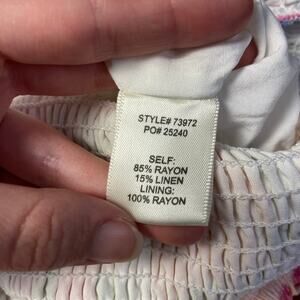 STYLE# 73972
PO# 25240
SELF:
85% RAYON
15% LINEN
LINING:
100% RAYON